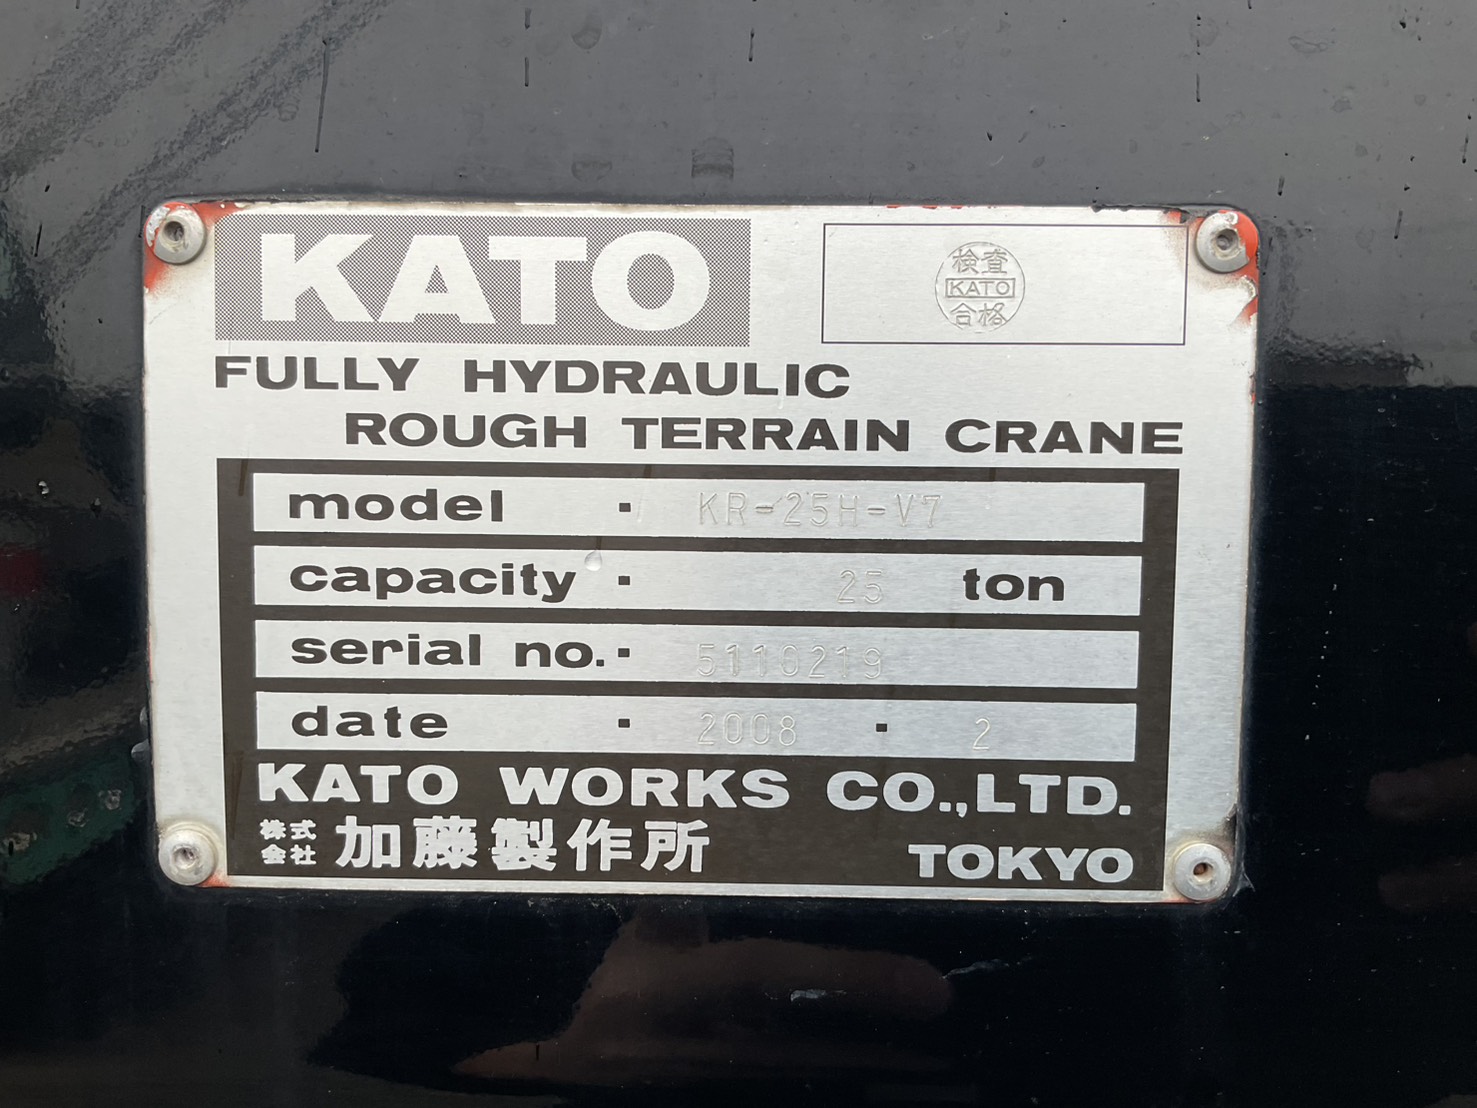 KATO
検査
KATO
合格
FULLY HYDRAULIC
ROUGH TERRAIN CRANE
model · KR-25H-V7
capacity · 25 ton
serial no. · 5110219
date · 2008 · 2
KATO WORKS CO.,LTD.
株式会社 加藤製作所 TOKYO